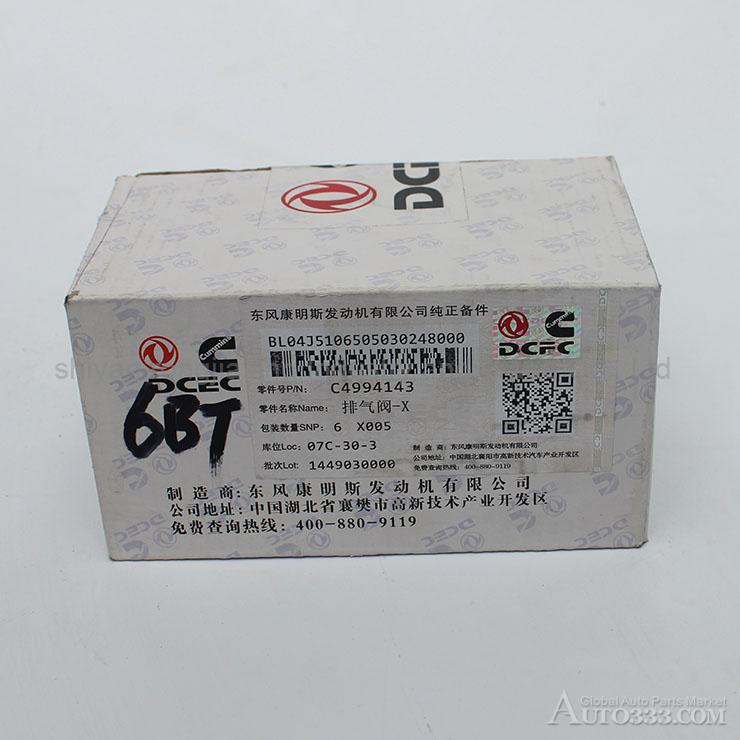 DCEC
东风康明斯发动机有限公司纯正备件
BL04J5106505030248000
Cummins
DCEC
DCEC
零件号P/N: C4994143
零件名称Name: 排气阀-X
包装数量SNP: 6 X005
库位Loc: 07C-30-3
批次Lot: 1449030000
制造商: 东风康明斯发动机有限公司
公司地址: 中国湖北襄阳市高新技术汽车产业开发区
免费查询热线: 400-880-9119
6BT
制造商:东风康明斯发动机有限公司
公司地址:中国湖北省襄樊市高新技术产业开发区
免费查询热线:400-880-9119
Global Auto Parts Market
AUTO333.COM